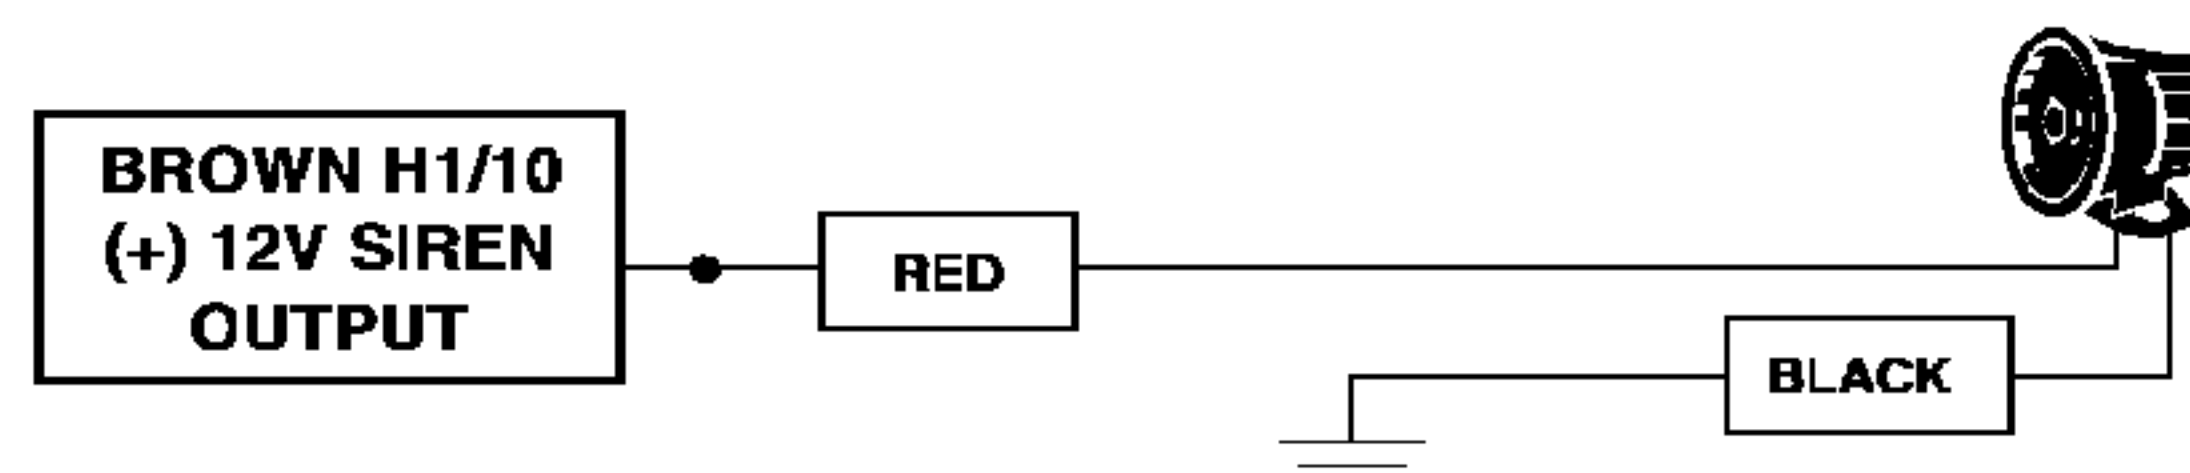 BROWN H1/10
(+) 12V SIREN
OUTPUT
RED
BLACK